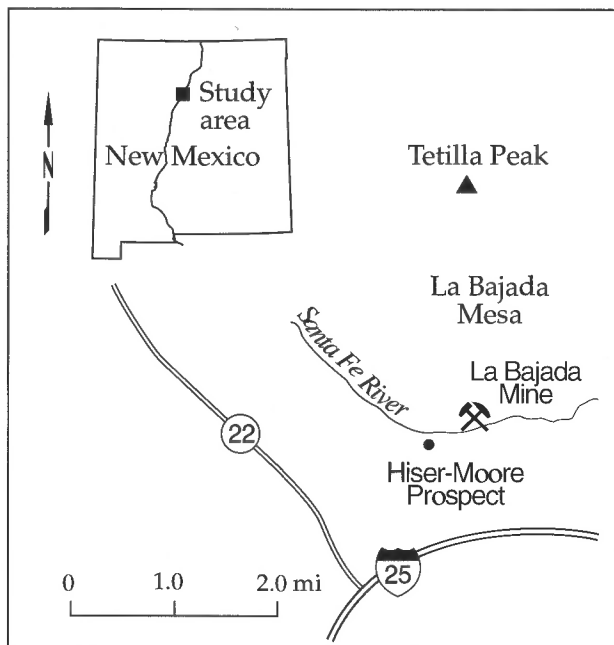 Study
area
New Mexico
N
Tetilla Peak
La Bajada
Mesa
Santa Fe River
La Bajada
Mine
22
Hiser-Moore
Prospect
25
0 1.0 2.0 mi